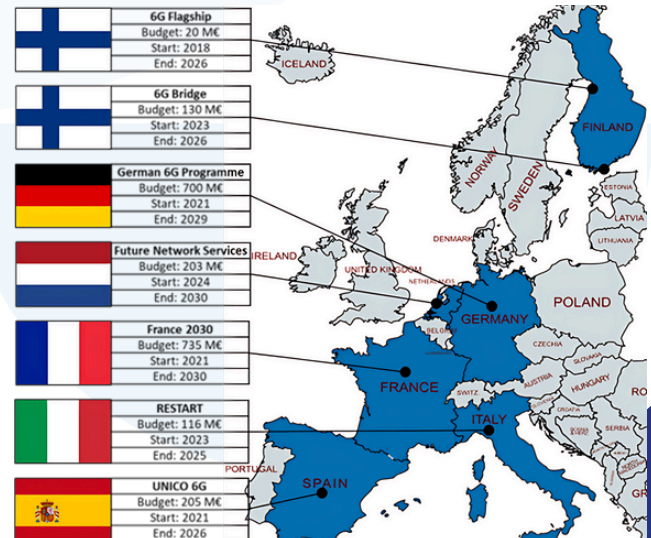 6G Flagship
Budget: 20 M€
Start: 2018
End: 2026
6G Bridge
Budget: 130 M€
Start: 2023
End: 2026
German 6G Programme
Budget: 700 M€
Start: 2021
End: 2029
Future Network Services
Budget: 203 M€
Start: 2024
End: 2030
France 2030
Budget: 735 M€
Start: 2021
End: 2030
RESTART
Budget: 116 M€
Start: 2023
End: 2025
UNICO 6G
Budget: 205 M€
Start: 2021
End: 2026
ICELAND
FINLAND
NORWAY
SWEDEN
ESTONIA
LATVIA
LITHUANIA
DENMARK
IRELAND
UNITED KINGDOM
NETHERLANDS
POLAND
GERMANY
BELGIUM
CZECHIA
SLOVAKIA
FRANCE
SWITZ.
AUSTRIA
HUNGARY
RO
CROATIA
SERBIA
ITALY
PORTUGAL
SPAIN
GR